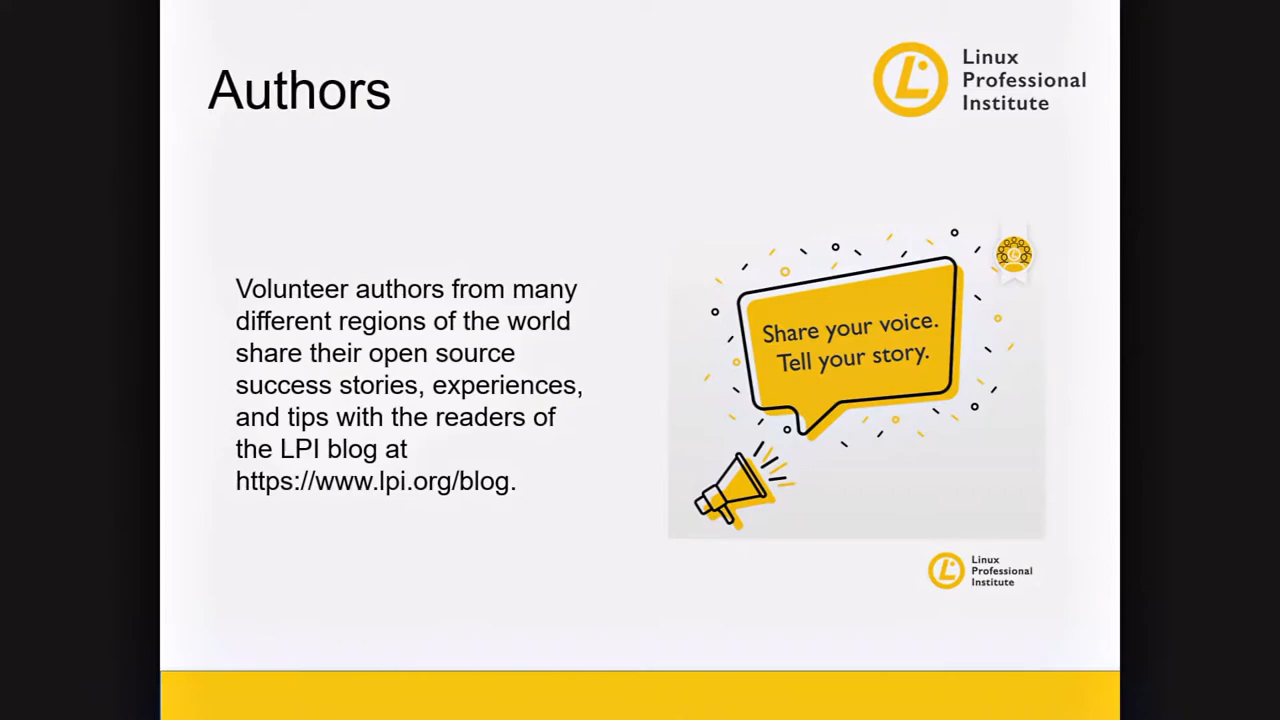 Authors
Linux
Professional
Institute
Volunteer authors from many
different regions of the world
share their open source
success stories, experiences,
and tips with the readers of
the LPI blog at
https://www.lpi.org/blog.
Share your voice.
Tell your story.
Linux
Professional
Institute